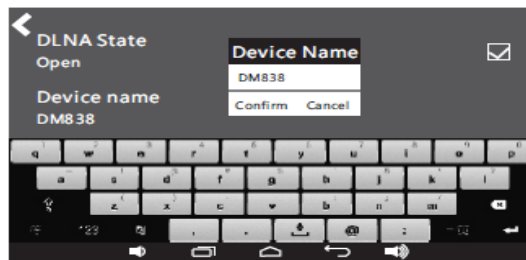 DLNA State
Open
Device name
DM838
Device Name
DM838
Confirm Cancel
q w e r t y u i o p
a s d f g h j k l
z x c v b n m
123
, . @ :